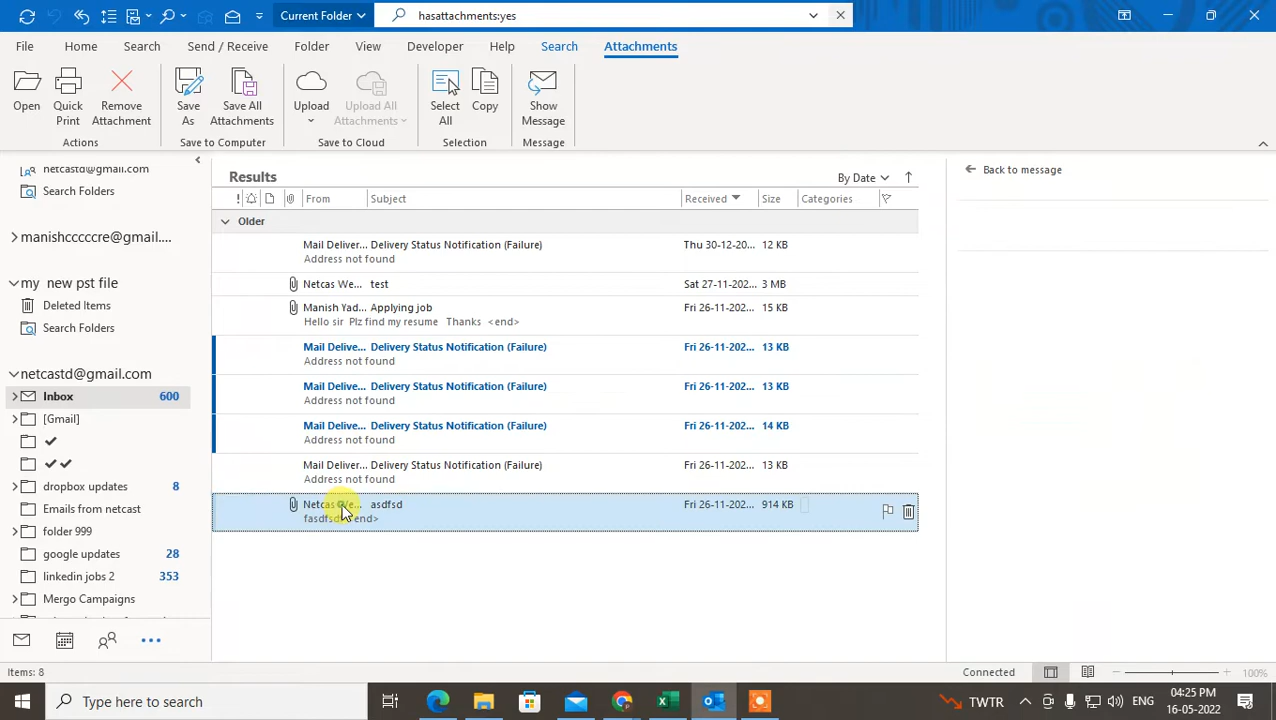 Current Folder
hasattachments:yes
File Home Search Send / Receive Folder View Developer Help Search Attachments
Open
Quick Print
Remove Attachment
Save As
Save All Attachments
Upload
Upload All Attachments
Select All
Copy
Show Message
Actions
Save to Computer
Save to Cloud
Selection
Message
netcastd@gmail.com
Search Folders
manishcccccre@gmail....
my new pst file
Deleted Items
Search Folders
netcastd@gmail.com
Inbox 600
[Gmail]
dropbox updates 8
Emails from netcast
folder 999
google updates 28
linkedin jobs 2 353
Mergo Campaigns
Results
By Date
! From Subject Received Size Categories
Older
Mail Deliver... Delivery Status Notification (Failure) Thu 30-12-20... 12 KB
Address not found
Netcas We... test Sat 27-11-202... 3 MB
Manish Yad... Applying job Fri 26-11-202... 15 KB
Hello sir Plz find my resume Thanks <end>
Mail Delive... Delivery Status Notification (Failure) Fri 26-11-202... 13 KB
Address not found
Mail Delive... Delivery Status Notification (Failure) Fri 26-11-202... 13 KB
Address not found
Mail Delive... Delivery Status Notification (Failure) Fri 26-11-202... 14 KB
Address not found
Mail Deliver... Delivery Status Notification (Failure) Fri 26-11-202... 13 KB
Address not found
Netcas We... asdfsd Fri 26-11-202... 914 KB
end>
Back to message
Items: 8
Connected
100%
Type here to search
TWTR
ENG
04:25 PM
16-05-2022